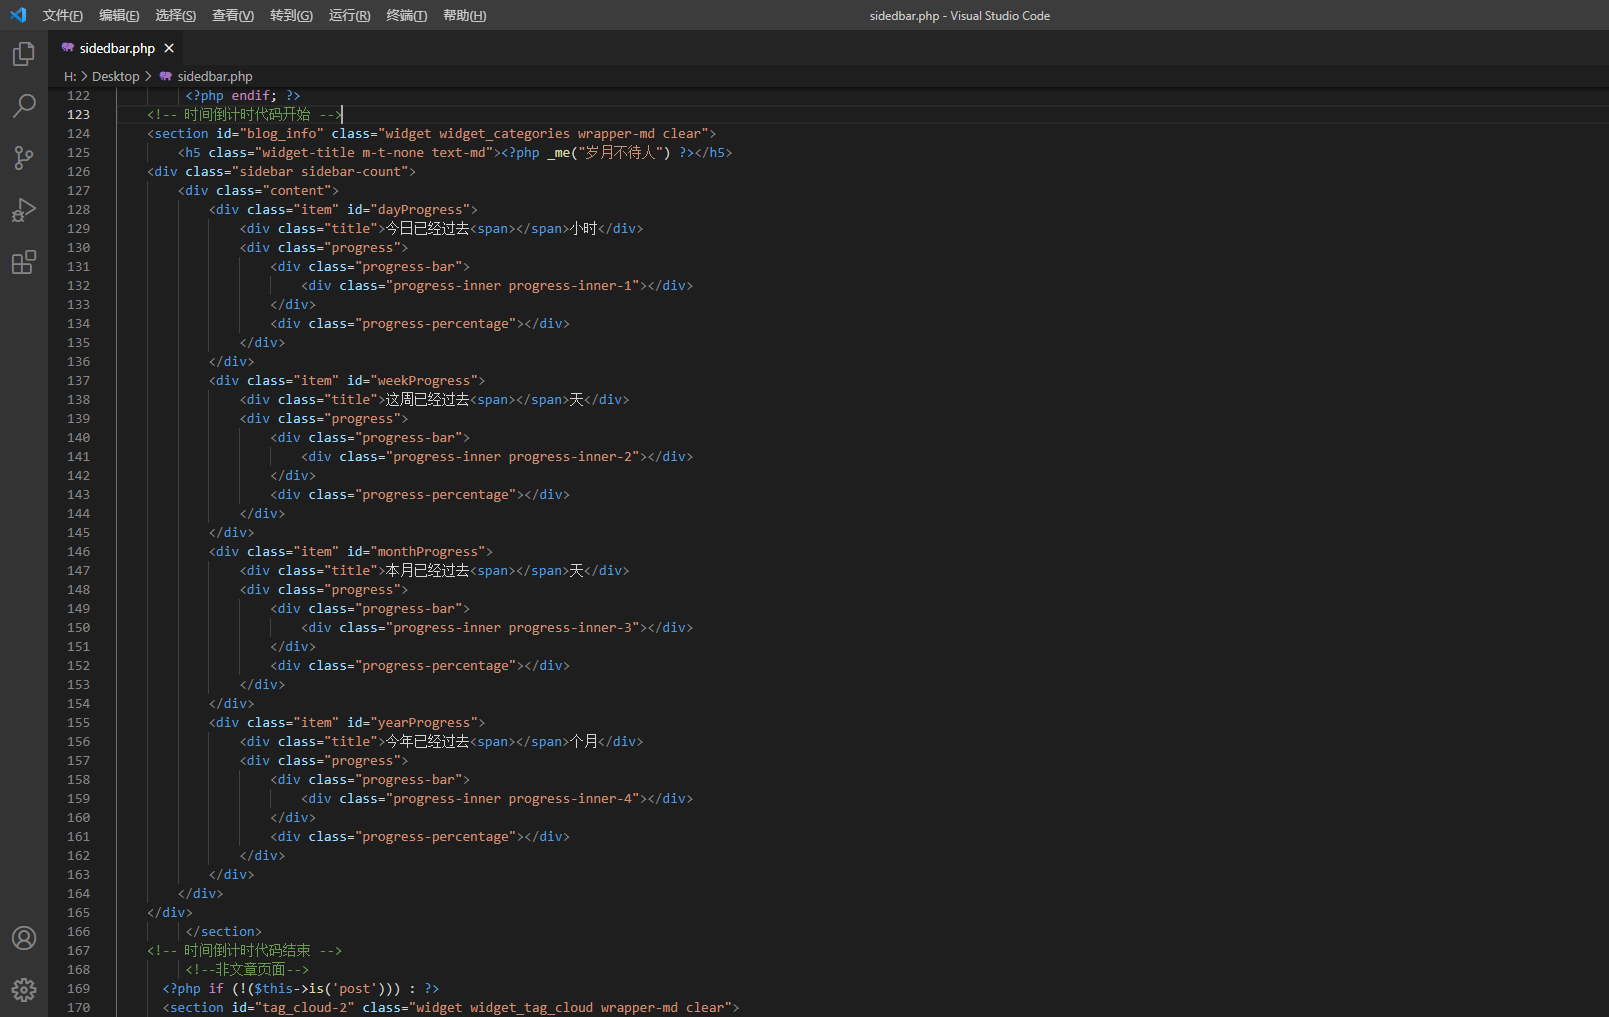 文件(F) 编辑(E) 选择(S) 查看(V) 转到(G) 运行(R) 终端(T) 帮助(H) sidedbar.php - Visual Studio Code
sidedbar.php
H: > Desktop > sidedbar.php
122 <?php endif; ?>
123 <!-- 时间倒计时代码开始 -->
124 <section id="blog_info" class="widget widget_categories wrapper-md clear">
125 <h5 class="widget-title m-t-none text-md"><?php _me("岁月不待人") ?></h5>
126 <div class="sidebar sidebar-count">
127 <div class="content">
128 <div class="item" id="dayProgress">
129 <div class="title">今日已经过去<span></span>小时</div>
130 <div class="progress">
131 <div class="progress-bar">
132 <div class="progress-inner progress-inner-1"></div>
133 </div>
134 <div class="progress-percentage"></div>
135 </div>
136 </div>
137 <div class="item" id="weekProgress">
138 <div class="title">这周已经过去<span></span>天</div>
139 <div class="progress">
140 <div class="progress-bar">
141 <div class="progress-inner progress-inner-2"></div>
142 </div>
143 <div class="progress-percentage"></div>
144 </div>
145 </div>
146 <div class="item" id="monthProgress">
147 <div class="title">本月已经过去<span></span>天</div>
148 <div class="progress">
149 <div class="progress-bar">
150 <div class="progress-inner progress-inner-3"></div>
151 </div>
152 <div class="progress-percentage"></div>
153 </div>
154 </div>
155 <div class="item" id="yearProgress">
156 <div class="title">今年已经过去<span></span>个月</div>
157 <div class="progress">
158 <div class="progress-bar">
159 <div class="progress-inner progress-inner-4"></div>
160 </div>
161 <div class="progress-percentage"></div>
162 </div>
163 </div>
164 </div>
165 </div>
166 </section>
167 <!-- 时间倒计时代码结束 -->
168 <!--非文章页面-->
169 <?php if (!($this->is('post'))) : ?>
170 <section id="tag_cloud-2" class="widget widget_tag_cloud wrapper-md clear">